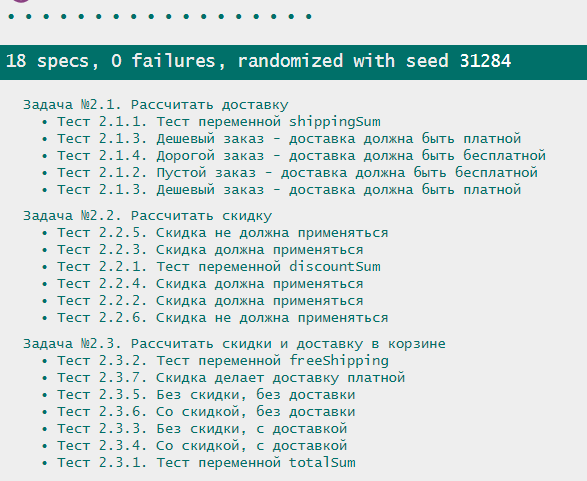 18 specs, 0 failures, randomized with seed 31284
Задача №2.1. Рассчитать доставку
• Тест 2.1.1. Тест переменной shippingSum
• Тест 2.1.3. Дешевый заказ - доставка должна быть платной
• Тест 2.1.4. Дорогой заказ - доставка должна быть бесплатной
• Тест 2.1.2. Пустой заказ - доставка должна быть бесплатной
• Тест 2.1.3. Дешевый заказ - доставка должна быть платной
Задача №2.2. Рассчитать скидку
• Тест 2.2.5. Скидка не должна применяться
• Тест 2.2.3. Скидка должна применяться
• Тест 2.2.1. Тест переменной discountSum
• Тест 2.2.4. Скидка должна применяться
• Тест 2.2.2. Скидка должна применяться
• Тест 2.2.6. Скидка не должна применяться
Задача №2.3. Рассчитать скидки и доставку в корзине
• Тест 2.3.2. Тест переменной freeShipping
• Тест 2.3.7. Скидка делает доставку платной
• Тест 2.3.5. Без скидки, без доставки
• Тест 2.3.6. Со скидкой, без доставки
• Тест 2.3.3. Без скидки, с доставкой
• Тест 2.3.4. Со скидкой, с доставкой
• Тест 2.3.1. Тест переменной totalSum